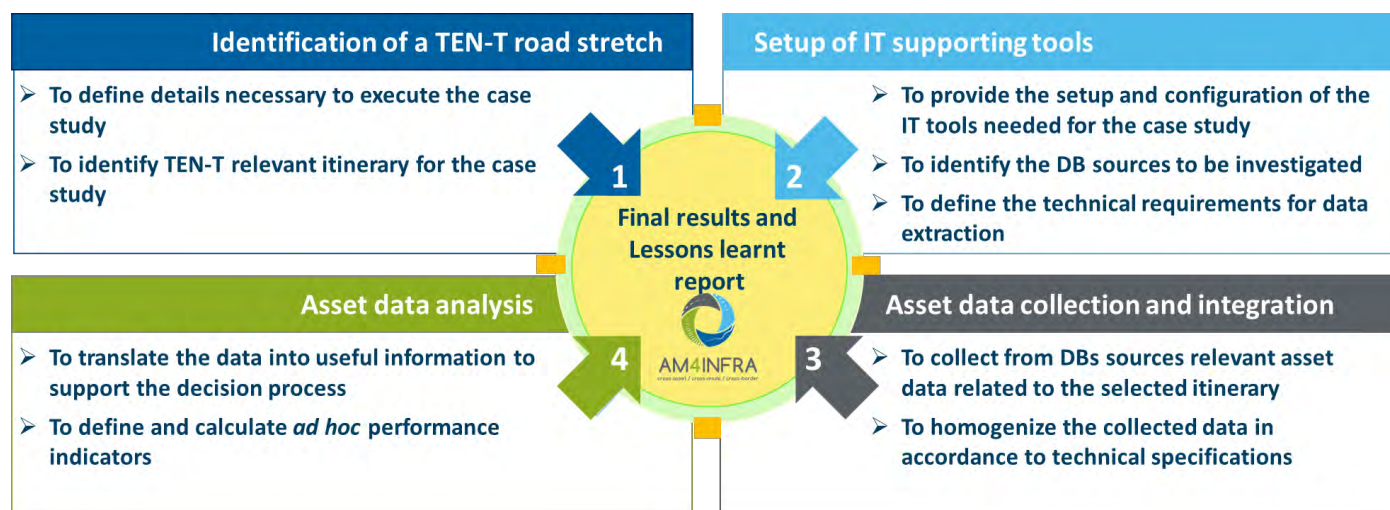 Identification of a TEN-T road stretch
➢ To define details necessary to execute the case
study
➢ To identify TEN-T relevant itinerary for the case
study
Setup of IT supporting tools
➢ To provide the setup and configuration of the
IT tools needed for the case study
➢ To identify the DB sources to be investigated
➢ To define the technical requirements for data
extraction
1
2
Final results and
Lessons learnt
report
AM4INFRA
cross-asset / cross-mode / cross-border
4
3
Asset data analysis
➢ To translate the data into useful information to
support the decision process
➢ To define and calculate ad hoc performance
indicators
Asset data collection and integration
➢ To collect from DBs sources relevant asset
data related to the selected itinerary
➢ To homogenize the collected data in
accordance to technical specifications